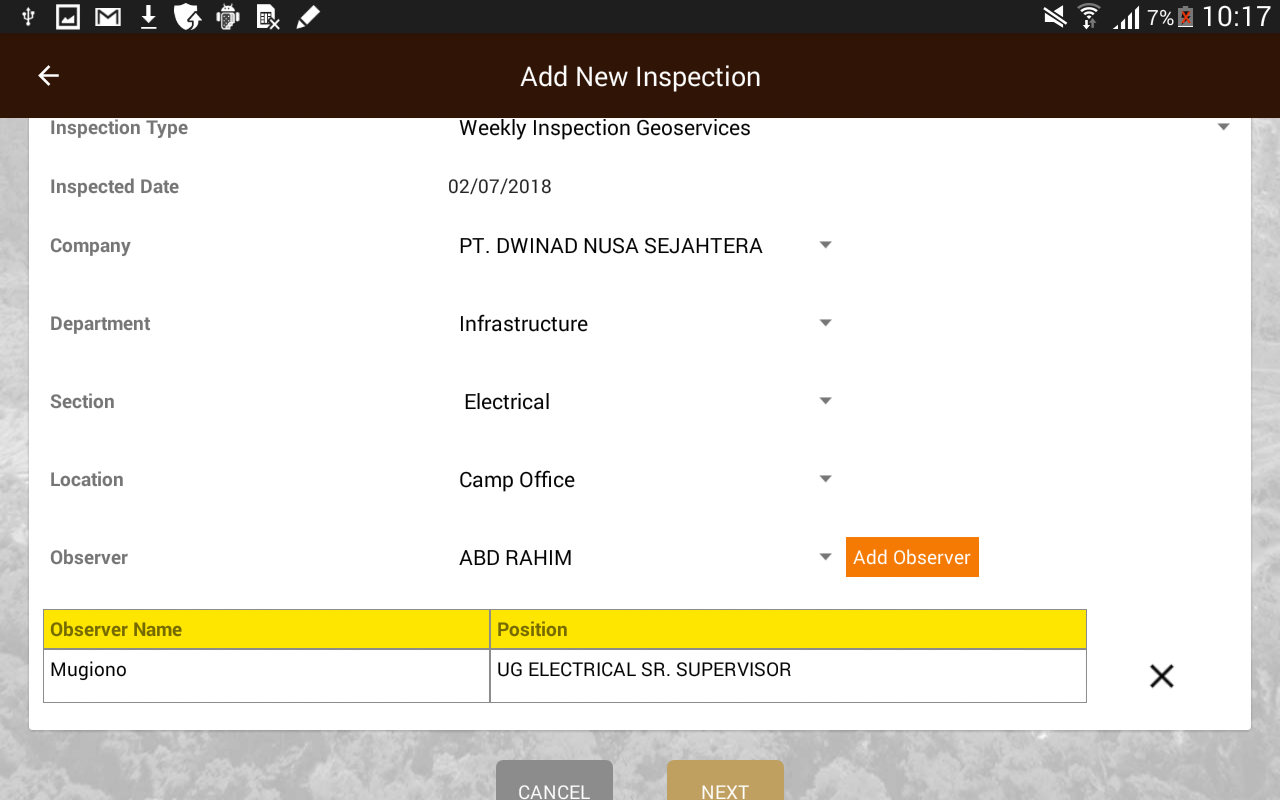 7% 10:17
Add New Inspection
Inspection Type Weekly Inspection Geoservices
Inspected Date 02/07/2018
Company PT. DWINAD NUSA SEJAHTERA
Department Infrastructure
Section Electrical
Location Camp Office
Observer ABD RAHIM Add Observer
Observer Name Position
Mugiono UG ELECTRICAL SR. SUPERVISOR
CANCEL NEXT